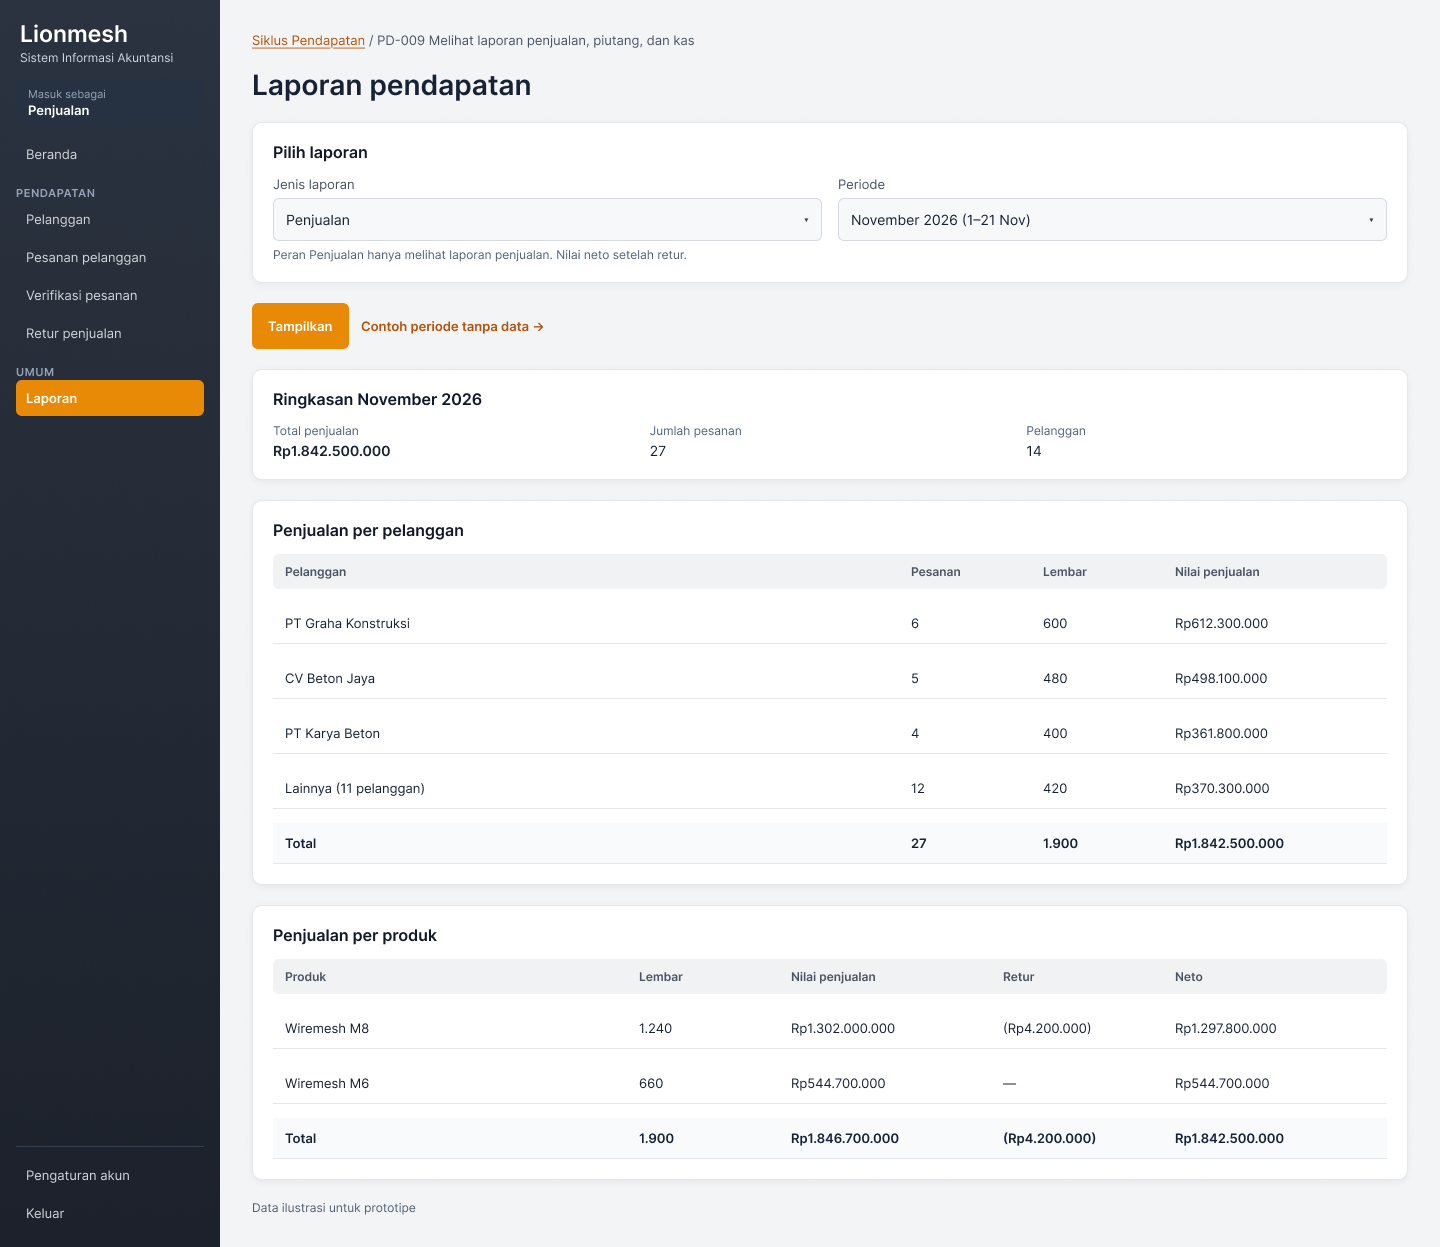 Lionmesh
Sistem Informasi Akuntansi
Masuk sebagai
Penjualan
Beranda
PENDAPATAN
Pelanggan
Pesanan pelanggan
Verifikasi pesanan
Retur penjualan
UMUM
Laporan
Pengaturan akun
Keluar
Siklus Pendapatan / PD-009 Melihat laporan penjualan, piutang, dan kas
Laporan pendapatan
Pilih laporan
Jenis laporan Periode
Penjualan November 2026 (1–21 Nov)
Peran Penjualan hanya melihat laporan penjualan. Nilai neto setelah retur.
Tampilkan Contoh periode tanpa data →
Ringkasan November 2026
Total penjualan Jumlah pesanan Pelanggan
Rp1.842.500.000 27 14
Penjualan per pelanggan
Pelanggan Pesanan Lembar Nilai penjualan
PT Graha Konstruksi 6 600 Rp612.300.000
CV Beton Jaya 5 480 Rp498.100.000
PT Karya Beton 4 400 Rp361.800.000
Lainnya (11 pelanggan) 12 420 Rp370.300.000
Total 27 1.900 Rp1.842.500.000
Penjualan per produk
Produk Lembar Nilai penjualan Retur Neto
Wiremesh M8 1.240 Rp1.302.000.000 (Rp4.200.000) Rp1.297.800.000
Wiremesh M6 660 Rp544.700.000 — Rp544.700.000
Total 1.900 Rp1.846.700.000 (Rp4.200.000) Rp1.842.500.000
Data ilustrasi untuk prototipe